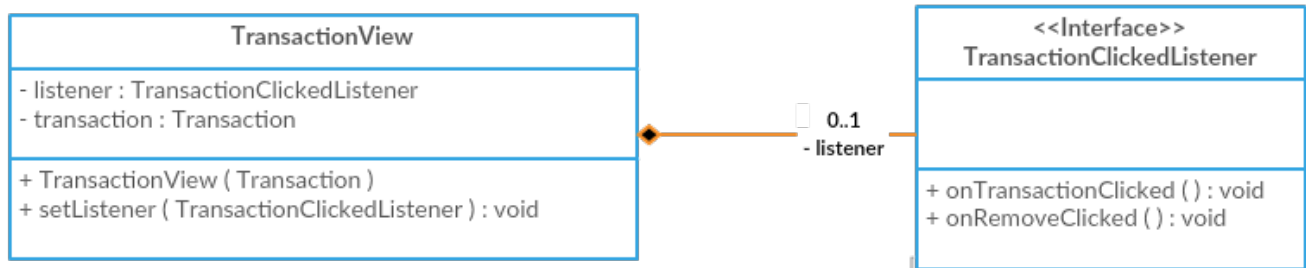 TransactionView
- listener : TransactionClickedListener
- transaction : Transaction
+ TransactionView ( Transaction )
+ setListener ( TransactionClickedListener ) : void
0..1
- listener
<<Interface>>
TransactionClickedListener
+ onTransactionClicked ( ) : void
+ onRemoveClicked ( ) : void